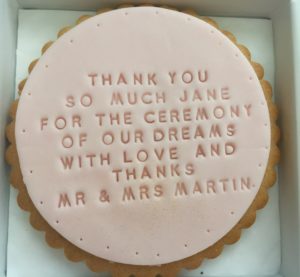 THANK YOU
SO MUCH JANE
FOR THE CEREMONY
OF OUR DREAMS
WITH LOVE AND
THANKS
MR & MRS MARTIN